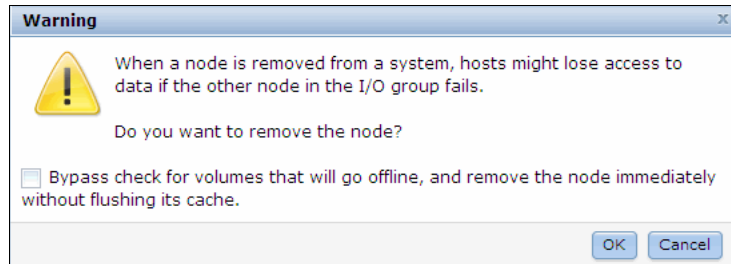 Warning
x
When a node is removed from a system, hosts might lose access to
data if the other node in the I/O group fails.
Do you want to remove the node?
Bypass check for volumes that will go offline, and remove the node immediately
without flushing its cache.
OK Cancel